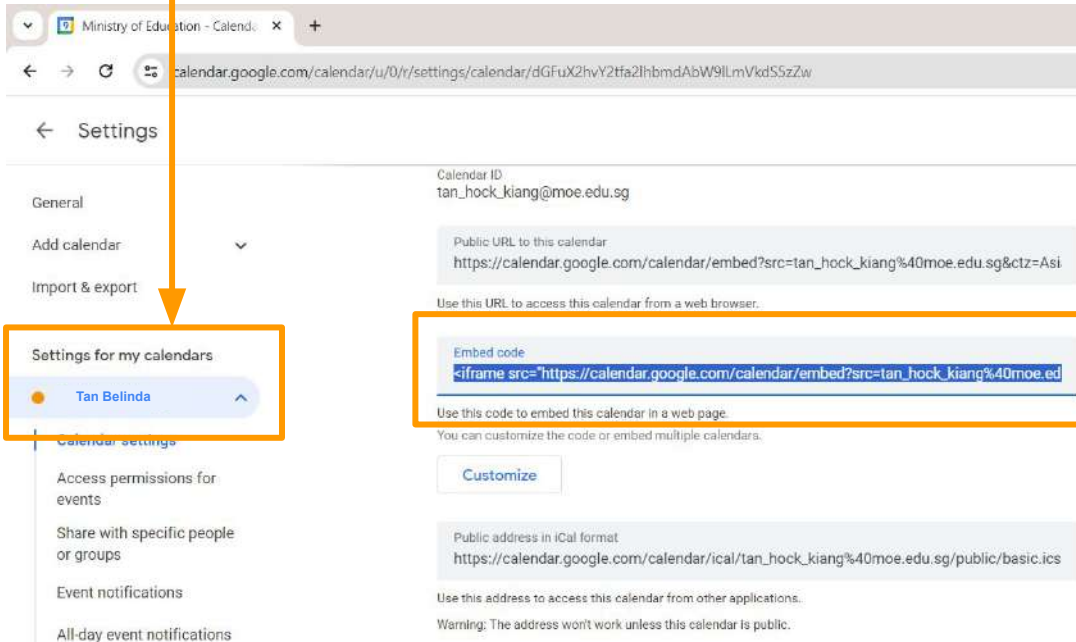 Ministry of Education - Calenda
calendar.google.com/calendar/u/0/r/settings/calendar/dGFuX2hvY2tfa2lhbmdAbW9lLmVkdS5zZw
Settings
General
Add calendar
Import & export
Settings for my calendars
Tan Belinda
Calendar settings
Access permissions for
events
Share with specific people
or groups
Event notifications
All-day event notifications
Calendar ID
tan_hock_kiang@moe.edu.sg
Public URL to this calendar
https://calendar.google.com/calendar/embed?src=tan_hock_kiang%40moe.edu.sg&ctz=Asi
Use this URL to access this calendar from a web browser.
Embed code
<iframe src="https://calendar.google.com/calendar/embed?src=tan_hock_kiang%40moe.ed
Use this code to embed this calendar in a web page.
You can customize the code or embed multiple calendars.
Customize
Public address in iCal format
https://calendar.google.com/calendar/ical/tan_hock_kiang%40moe.edu.sg/public/basic.ics
Use this address to access this calendar from other applications.
Warning: The address won't work unless this calendar is public.